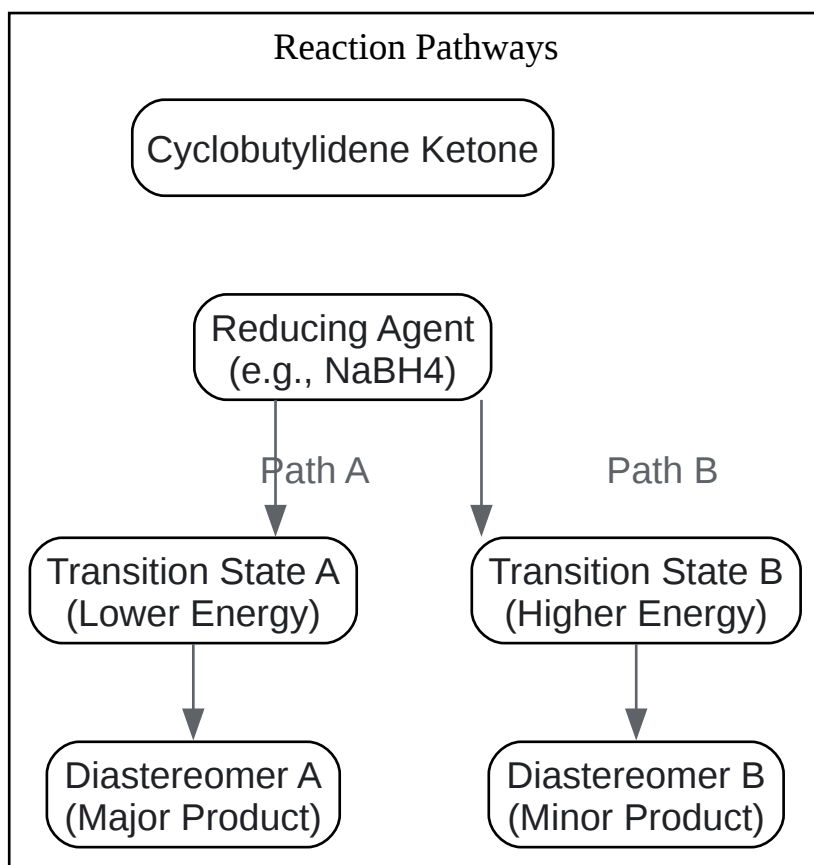 Reaction Pathways
Cyclobutylidene Ketone
Reducing Agent
(e.g., NaBH4)
Path A
Path B
Transition State A
(Lower Energy)
Transition State B
(Higher Energy)
Diastereomer A
(Major Product)
Diastereomer B
(Minor Product)